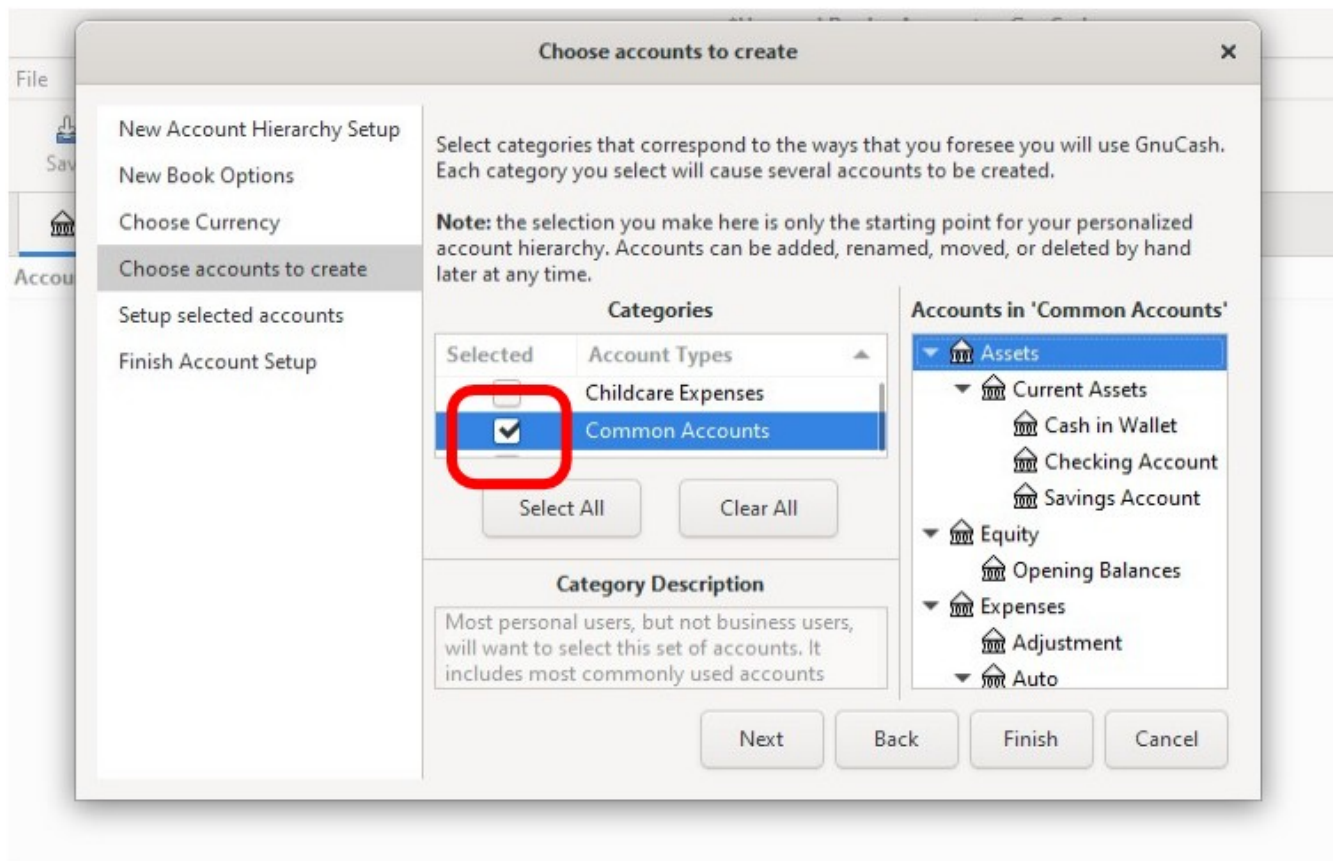 Choose accounts to create
File
Sav
Accou
New Account Hierarchy Setup
New Book Options
Choose Currency
Choose accounts to create
Setup selected accounts
Finish Account Setup
Select categories that correspond to the ways that you foresee you will use GnuCash.
Each category you select will cause several accounts to be created.
Note: the selection you make here is only the starting point for your personalized
account hierarchy. Accounts can be added, renamed, moved, or deleted by hand
later at any time.
Categories
Selected Account Types
Childcare Expenses
Common Accounts
Select All Clear All
Category Description
Most personal users, but not business users,
will want to select this set of accounts. It
includes most commonly used accounts
Accounts in 'Common Accounts'
Assets
Current Assets
Cash in Wallet
Checking Account
Savings Account
Equity
Opening Balances
Expenses
Adjustment
Auto
Next Back Finish Cancel